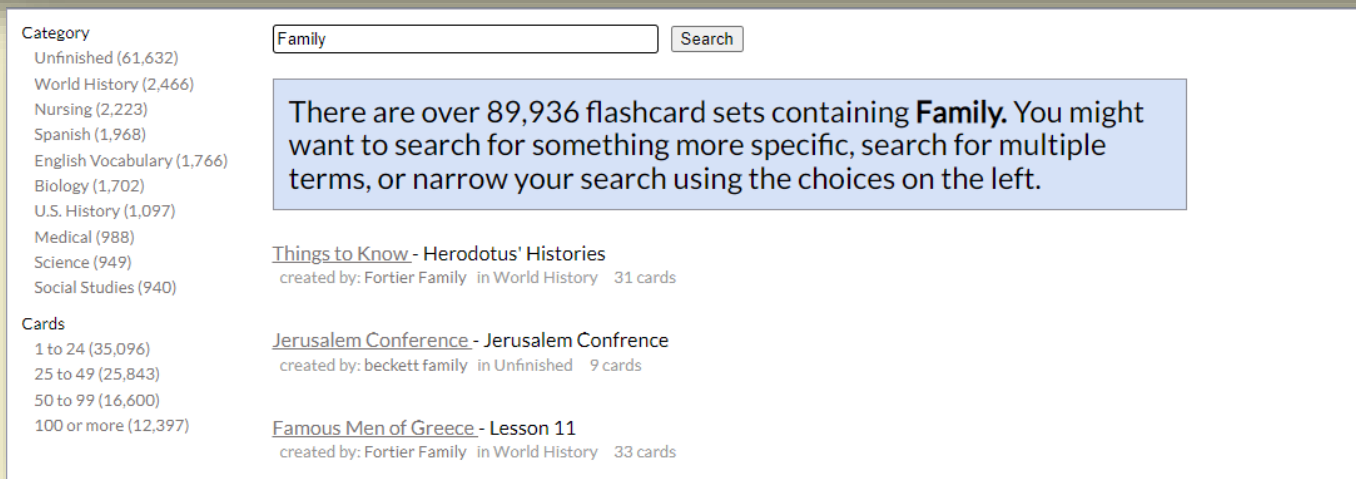 Category
Unfinished (61,632)
World History (2,466)
Nursing (2,223)
Spanish (1,968)
English Vocabulary (1,766)
Biology (1,702)
U.S. History (1,097)
Medical (988)
Science (949)
Social Studies (940)
Cards
1 to 24 (35,096)
25 to 49 (25,843)
50 to 99 (16,600)
100 or more (12,397)
Family Search
There are over 89,936 flashcard sets containing Family. You might
want to search for something more specific, search for multiple
terms, or narrow your search using the choices on the left.
Things to Know - Herodotus' Histories
created by: Fortier Family in World History 31 cards
Jerusalem Conference - Jerusalem Confrence
created by: beckett family in Unfinished 9 cards
Famous Men of Greece - Lesson 11
created by: Fortier Family in World History 33 cards